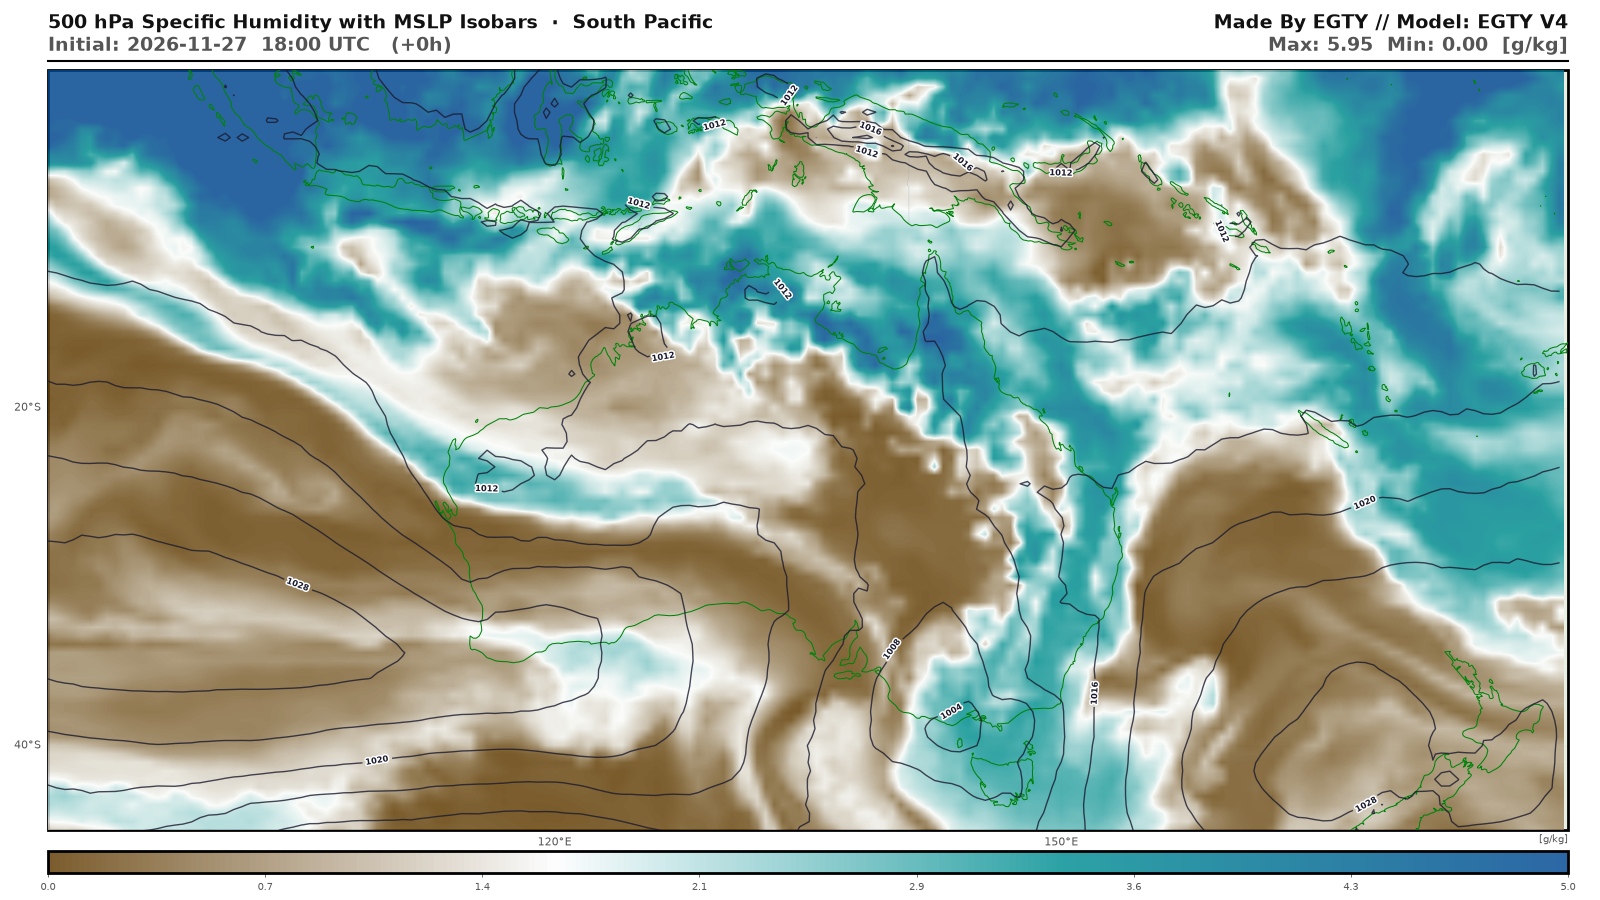 500 hPa Specific Humidity with MSLP Isobars · South Pacific
Made By EGTY // Model: EGTY V4
Initial: 2026-11-27 18:00 UTC (+0h)
Max: 5.95 Min: 0.00 [g/kg]
1012
1012
1016
1012
1016
1012
1012
1012
1012
1012
20°S
1012
1020
1028
1008
1016
1004
40°S
1020
1028
120°E
150°E
[g/kg]
0.0
0.7
1.4
2.1
2.9
3.6
4.3
5.0